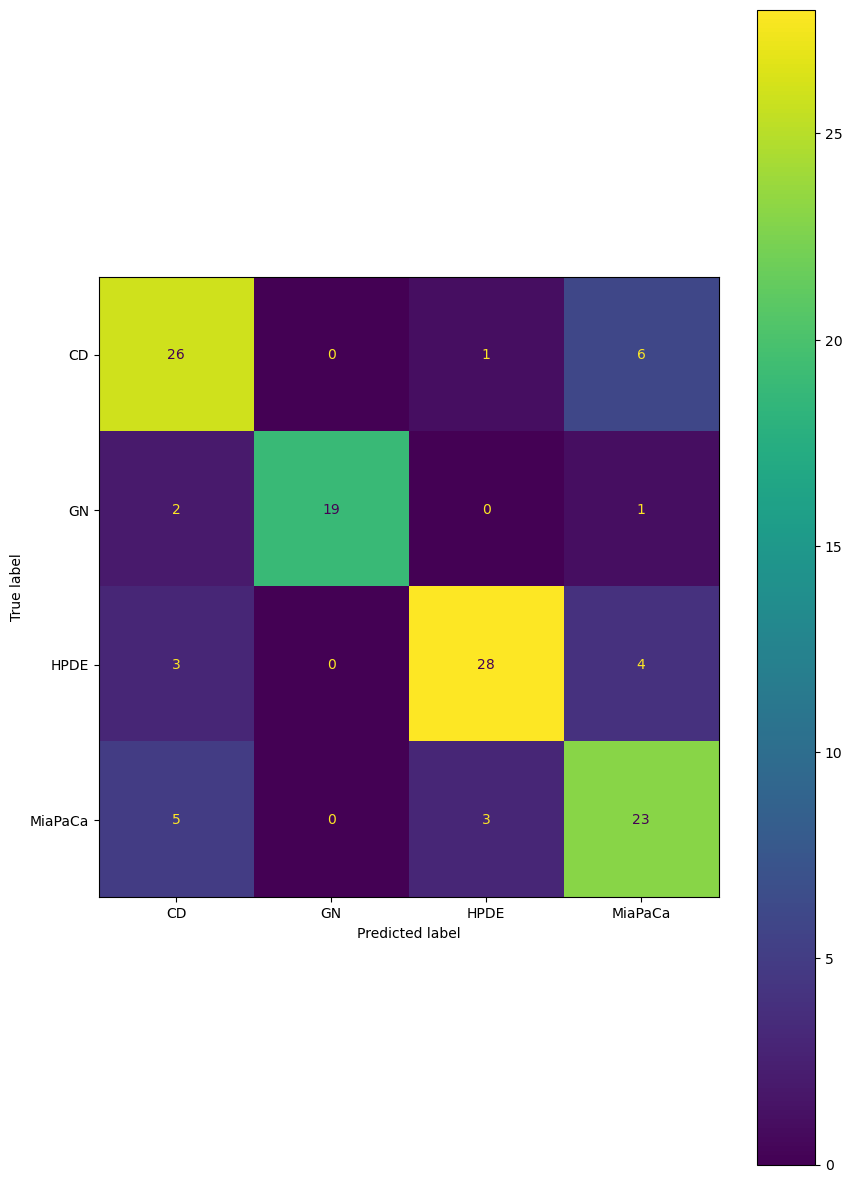 CD 26 0 1 6
GN 2 19 0 1
HPDE 3 0 28 4
MiaPaCa 5 0 3 23
CD GN HPDE MiaPaCa
Predicted label
True label
25
20
15
10
5
0